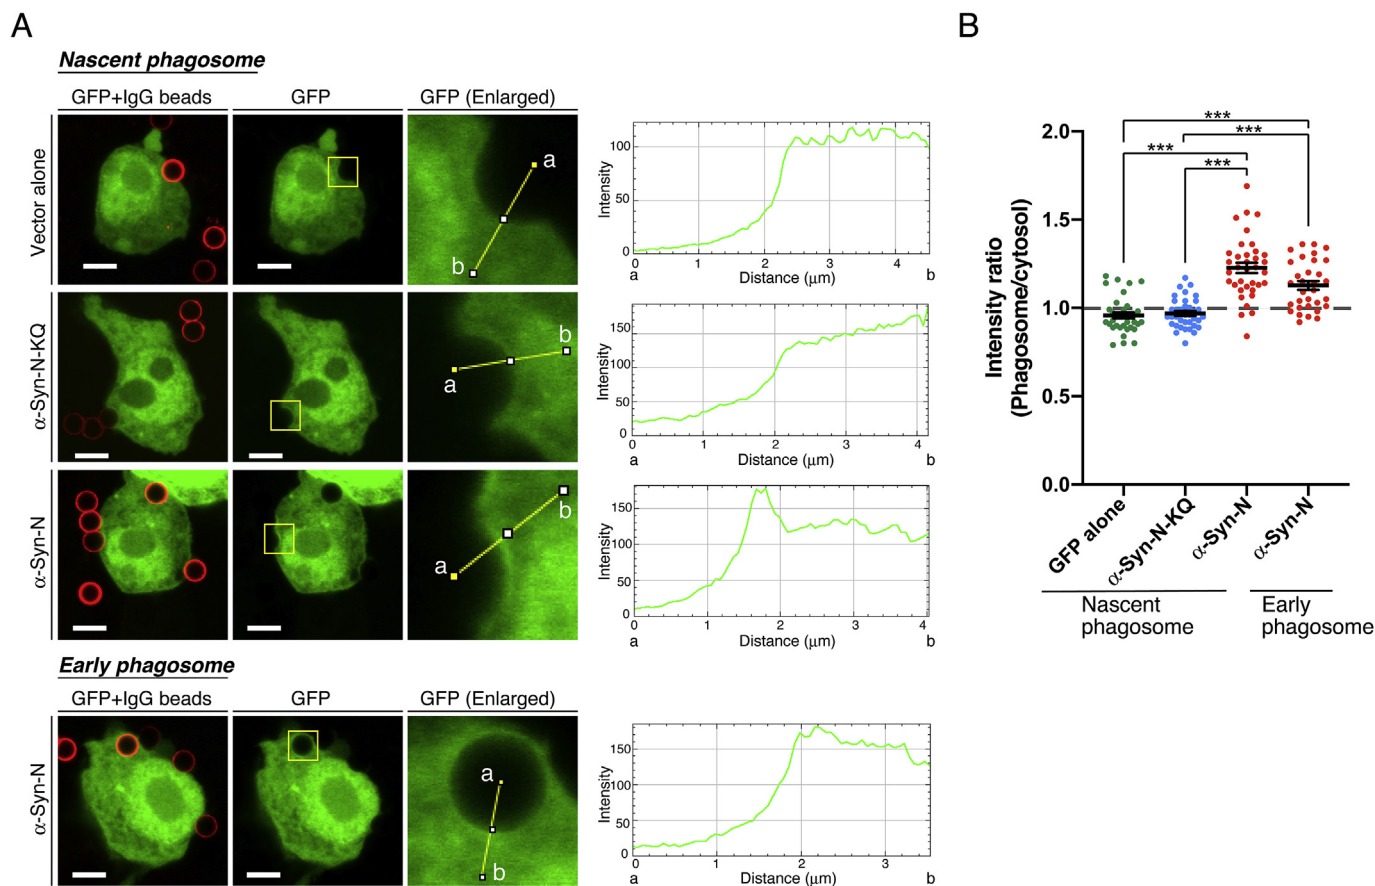 A
Nascent phagosome
GFP+IgG beads GFP GFP (Enlarged)
Vector alone
a
b
Intensity
100
50
0
0 1 2 3 4
a Distance (μm) b
α-Syn-N-KQ
a
b
Intensity
150
100
50
0
0 1 2 3 4
a Distance (μm) b
α-Syn-N
a
b
Intensity
150
100
50
0
0 1 2 3 4
a Distance (μm) b
Early phagosome
GFP+IgG beads GFP GFP (Enlarged)
α-Syn-N
a
b
Intensity
150
100
50
0
0 1 2 3
a Distance (μm) b
B
Intensity ratio
(Phagosome/cytosol)
2.0
1.5
1.0
0.5
0.0
***
***
***
***
GFP alone
α-Syn-N-KQ
α-Syn-N
α-Syn-N
Nascent
phagosome
Early
phagosome